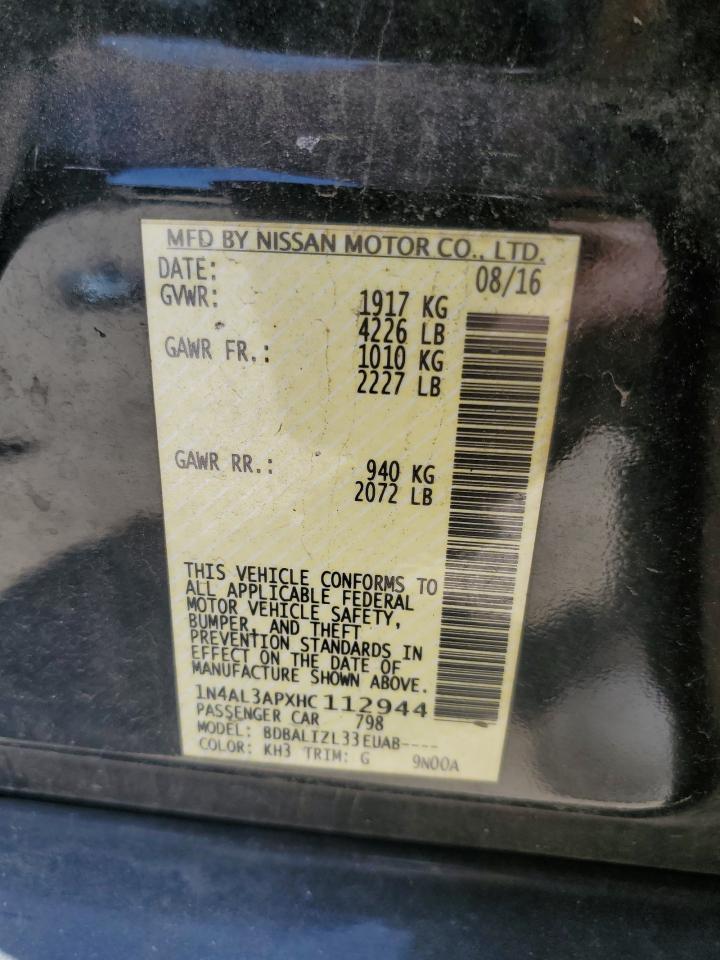 MFD BY NISSAN MOTOR CO., LTD.
DATE: 08/16
GVWR: 1917 KG
4226 LB
GAWR FR.: 1010 KG
2227 LB
GAWR RR.: 940 KG
2072 LB
THIS VEHICLE CONFORMS TO
ALL APPLICABLE FEDERAL
MOTOR VEHICLE SAFETY,
BUMPER, AND THEFT
PREVENTION STANDARDS IN
EFFECT ON THE DATE OF
MANUFACTURE SHOWN ABOVE.
1N4AL3APXHC112944
PASSENGER CAR 798
MODEL: BDBALIZL33EUAB----
COLOR: KH3 TRIM: G 9N00A